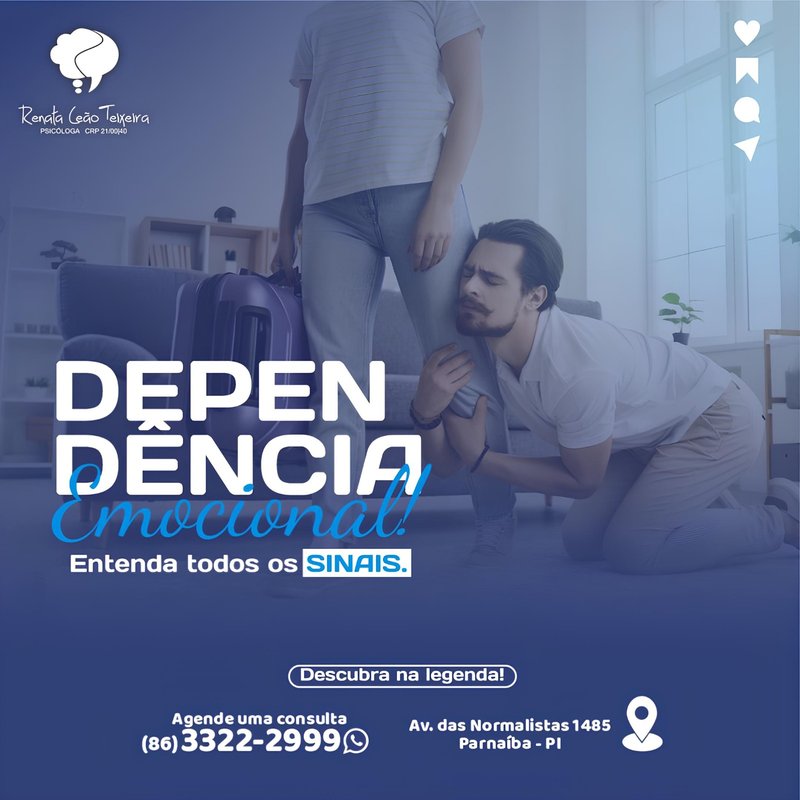 Renata Leão Teixeira
PSICÓLOGA CRP 21/00|40
DEPEN
DÊNCIA
Emocional!
Entenda todos os SINAIS.
Descubra na legenda!
Agende uma consulta
(86) 3322-2999
Av. das Normalistas 1485
Parnaíba - PI